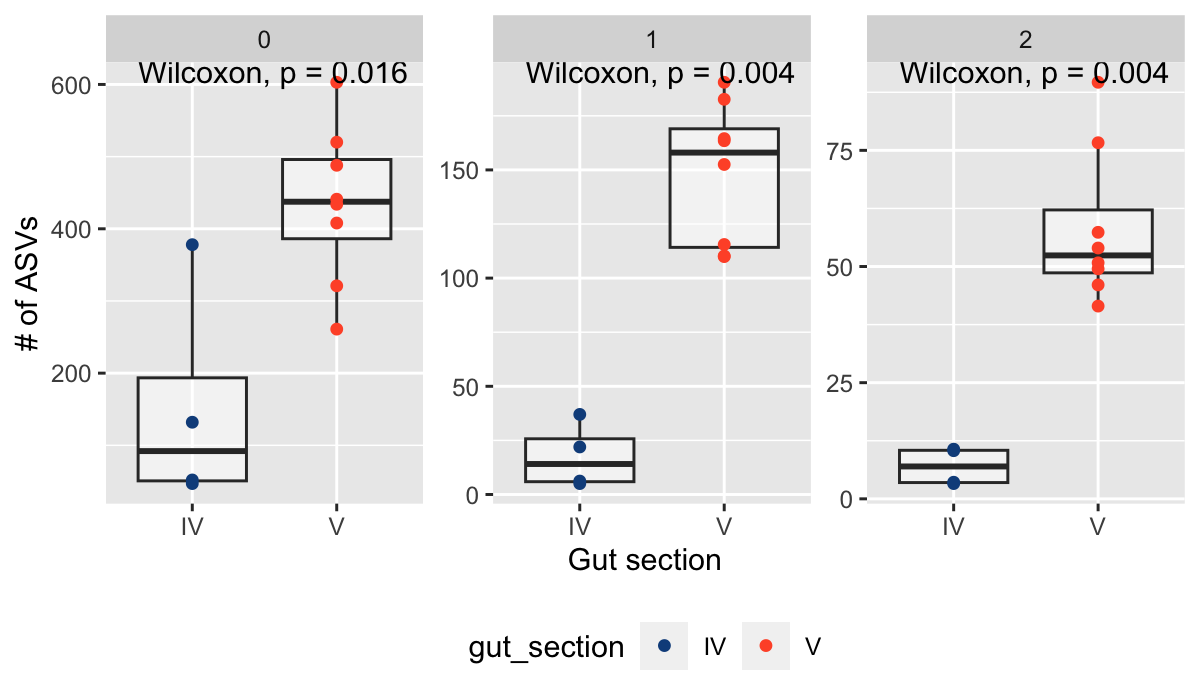 0 1 2
Wilcoxon, p = 0.016 Wilcoxon, p = 0.004 Wilcoxon, p = 0.004
# of ASVs
600
400
200
150
100
50
0
75
50
25
0
IV V IV V IV V
Gut section
gut_section IV V